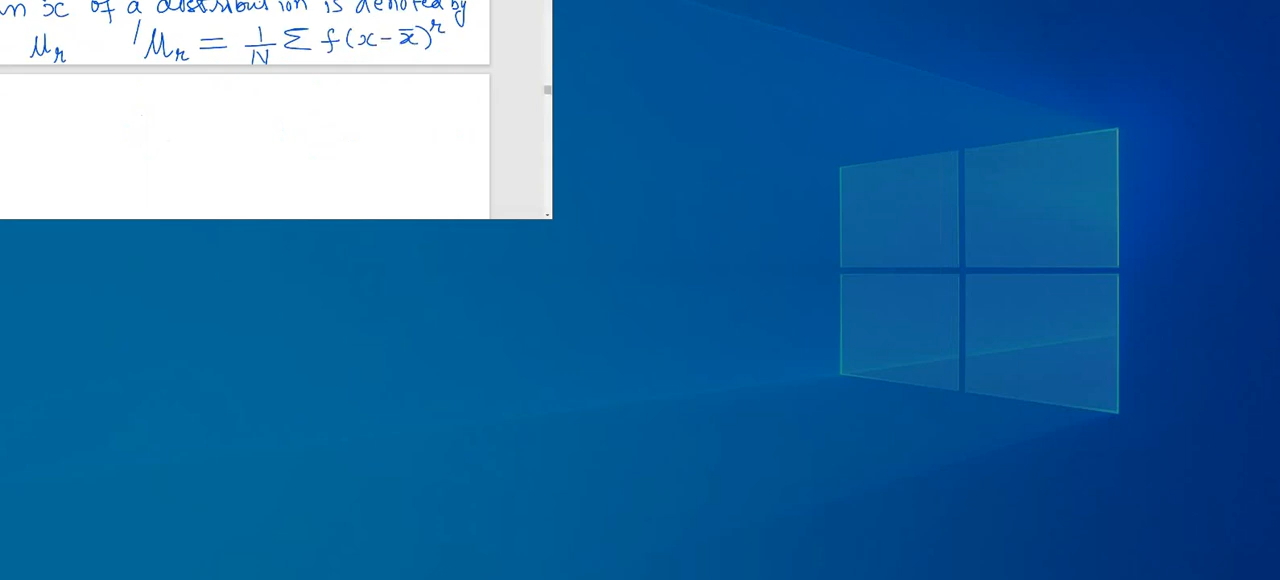 x̄ of a distribution is denoted by
μr   μr = 1/N Σ f(x-x̄)^r